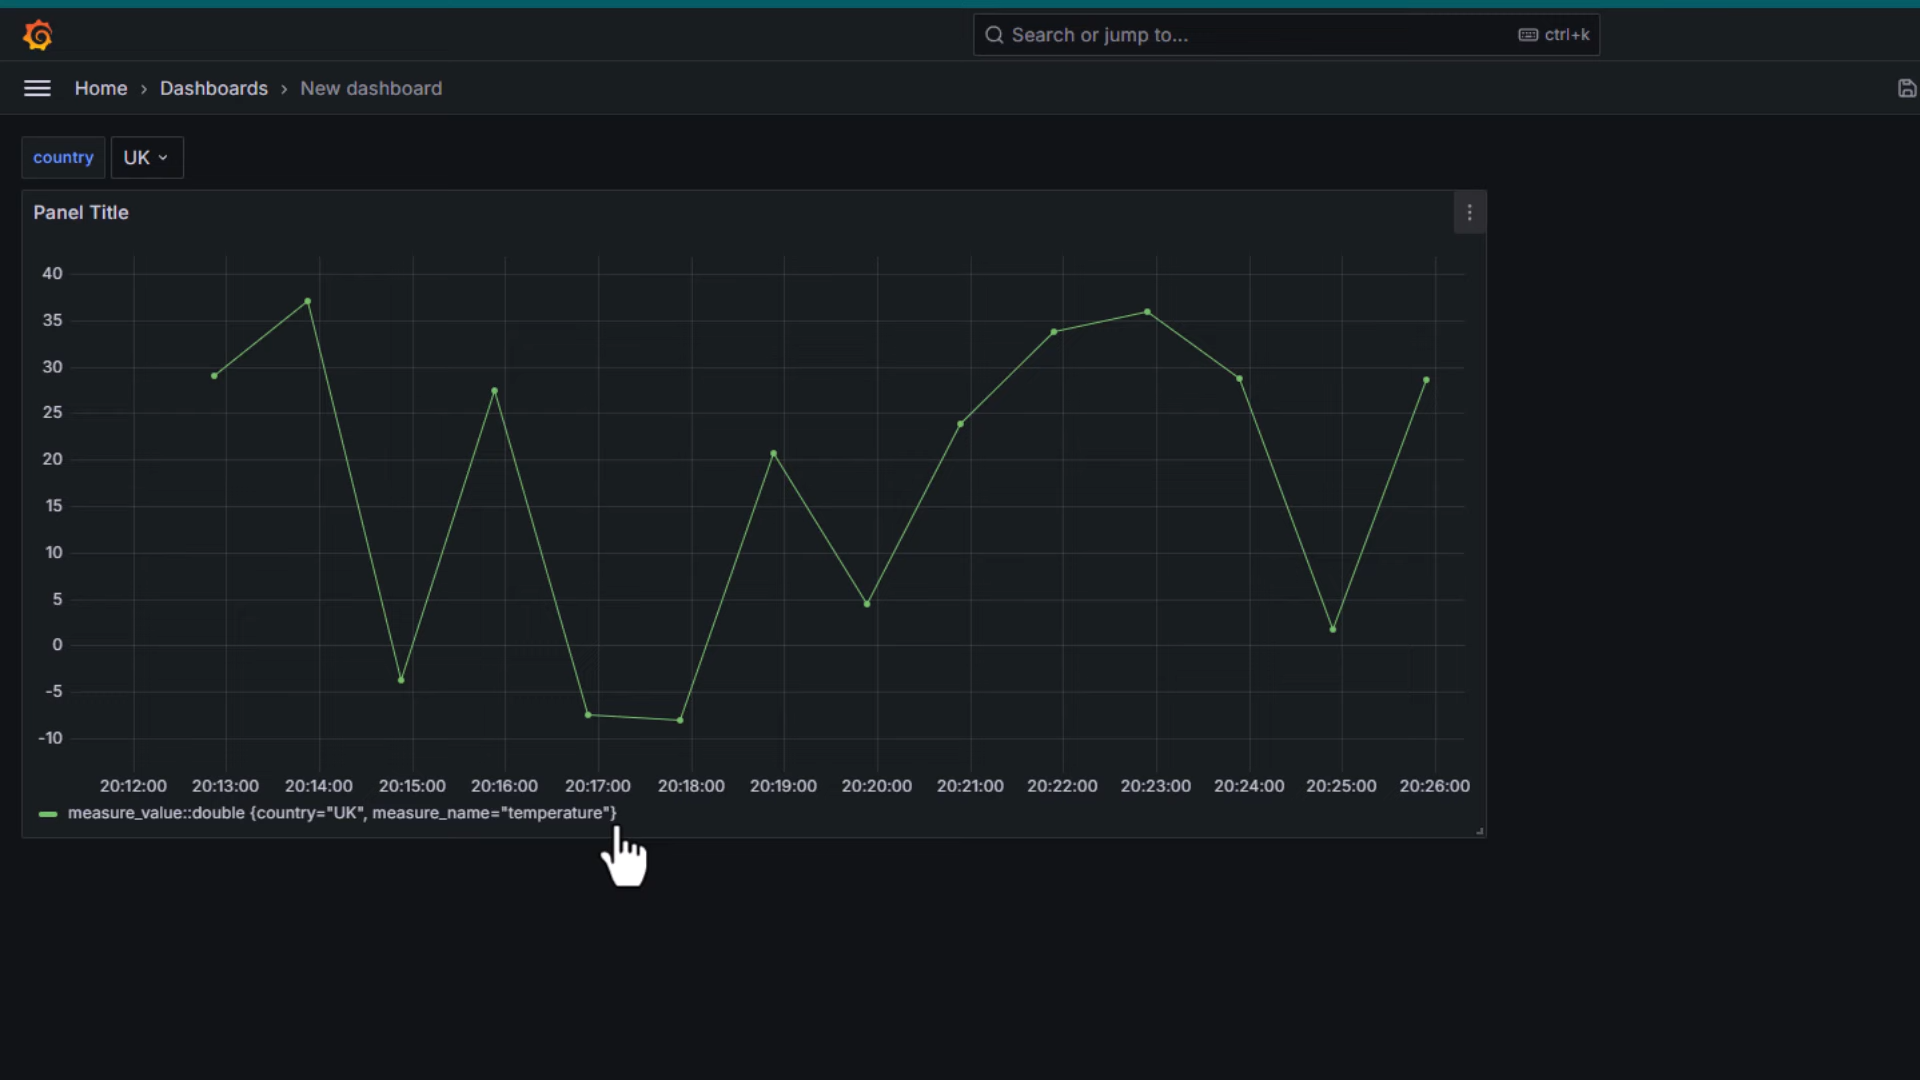 Search or jump to... ctrl+k
Home › Dashboards › New dashboard
country UK
Panel Title
40
35
30
25
20
15
10
5
0
-5
-10
20:12:00 20:13:00 20:14:00 20:15:00 20:16:00 20:17:00 20:18:00 20:19:00 20:20:00 20:21:00 20:22:00 20:23:00 20:24:00 20:25:00 20:26:00
measure_value::double {country="UK", measure_name="temperature"}